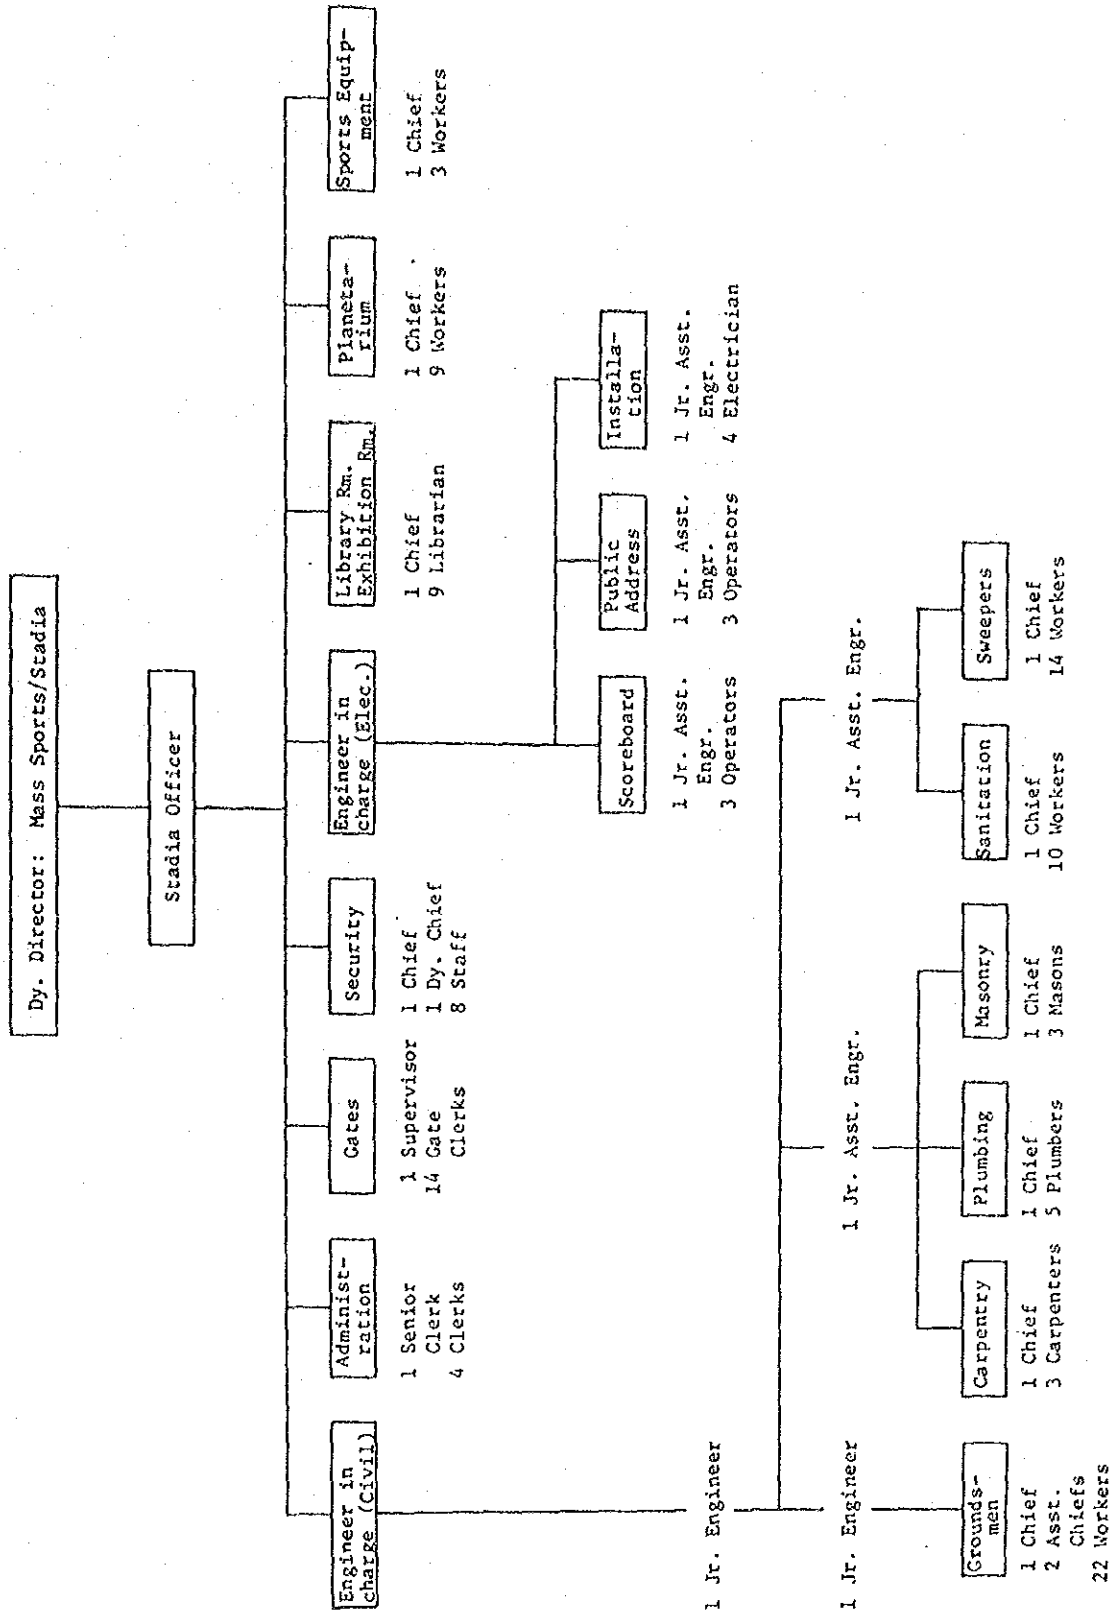 Dy. Director: Mass Sports/Stadia
Stadia Officer
Engineer in
charge (Civil)
Administ-
ration
1 Senior
Clerk
4 Clerks
Gates
1 Supervisor
14 Gate
Clerks
Security
1 Chief
1 Dy. Chief
8 Staff
Engineer in
charge (Elec.)
Library Rm.
Exhibition Rm.
1 Chief
9 Librarian
Planeta-
rium
1 Chief
9 Workers
Sports Equip-
ment
1 Chief
3 Workers
Scoreboard
1 Jr. Asst.
Engr.
3 Operators
Public
Address
1 Jr. Asst.
Engr.
3 Operators
Installa-
tion
1 Jr. Asst.
Engr.
4 Electrician
1 Jr. Engineer
1 Jr. Engineer
1 Jr. Asst. Engr.
1 Jr. Asst. Engr.
Grounds-
men
1 Chief
2 Asst.
Chiefs
22 Workers
Carpentry
1 Chief
3 Carpenters
Plumbing
1 Chief
5 Plumbers
Masonry
1 Chief
3 Masons
Sanitation
1 Chief
10 Workers
Sweepers
1 Chief
14 Workers